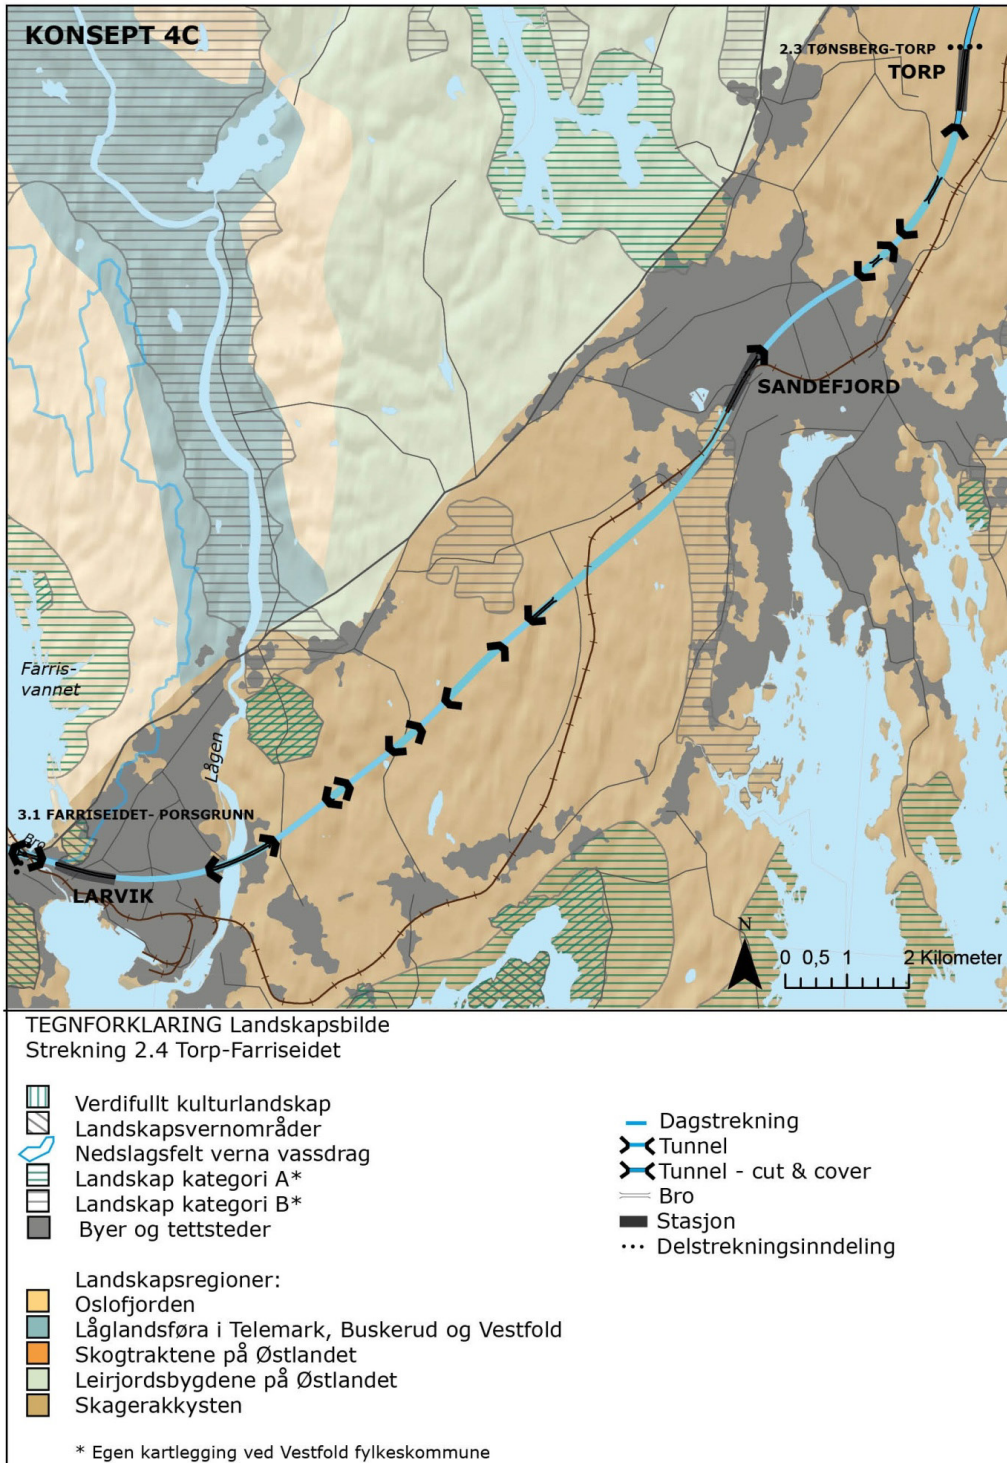 KONSEPT 4C
2.3 TØNSBERG-TORP
TORP
SANDEFJORD
Farris-
vannet
Lågen
3.1 FARRISEIDET- PORSGRUNN
Bro
LARVIK
N
0 0,5 1 2 Kilometer
TEGNFORKLARING Landskapsbilde
Strekning 2.4 Torp-Farriseidet
Verdifullt kulturlandskap
Landskapsvernområder
Nedslagsfelt verna vassdrag
Landskap kategori A*
Landskap kategori B*
Byer og tettsteder
Landskapsregioner:
Oslofjorden
Låglandsføra i Telemark, Buskerud og Vestfold
Skogtraktene på Østlandet
Leirjordsbygdene på Østlandet
Skagerakkysten
* Egen kartlegging ved Vestfold fylkeskommune
Dagstrekning
Tunnel
Tunnel - cut & cover
Bro
Stasjon
Delstrekningsinndeling